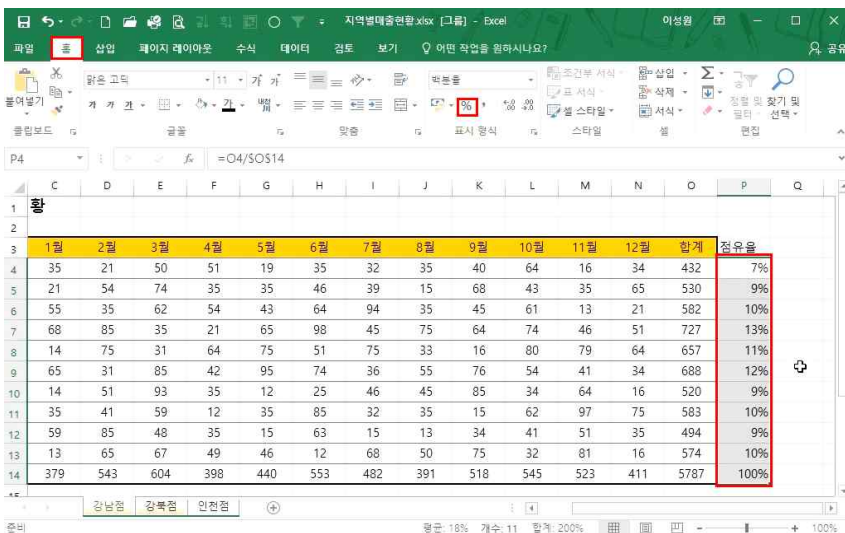 지역별매출현황.xlsx [그룹] - Excel 이성원
파일 홈 삽입 페이지 레이아웃 수식 데이터 검토 보기 어떤 작업을 원하시나요? 공유
붙여넣기
맑은 고딕 11 가 가
가 가 가 가
백분율
% ,
조건부 서식
표 서식
셀 스타일
삽입
삭제
서식
정렬 및 필터
찾기 및 선택
클립보드 글꼴 맞춤 표시 형식 스타일 셀 편집
P4 fx =O4/$O$14
C D E F G H I J K L M N O P Q
1 황
2
3 1월 2월 3월 4월 5월 6월 7월 8월 9월 10월 11월 12월 합계 점유율
4 35 21 50 51 19 35 32 35 40 64 16 34 432 7%
5 21 54 74 35 35 46 39 15 68 43 35 65 530 9%
6 55 35 62 54 43 64 94 35 45 61 13 21 582 10%
7 68 85 35 21 65 98 45 75 64 74 46 51 727 13%
8 14 75 31 64 75 51 75 33 16 80 79 64 657 11%
9 65 31 85 42 95 74 36 55 76 54 41 34 688 12%
10 14 51 93 35 12 25 46 45 85 34 64 16 520 9%
11 35 41 59 12 35 85 32 35 15 62 97 75 583 10%
12 59 85 48 35 15 63 15 13 34 41 51 35 494 9%
13 13 65 67 49 46 12 68 50 75 32 81 16 574 10%
14 379 543 604 398 440 553 482 391 518 545 523 411 5787 100%
강남점 강북점 인천점
준비 평균: 18% 개수: 11 합계: 200% 100%